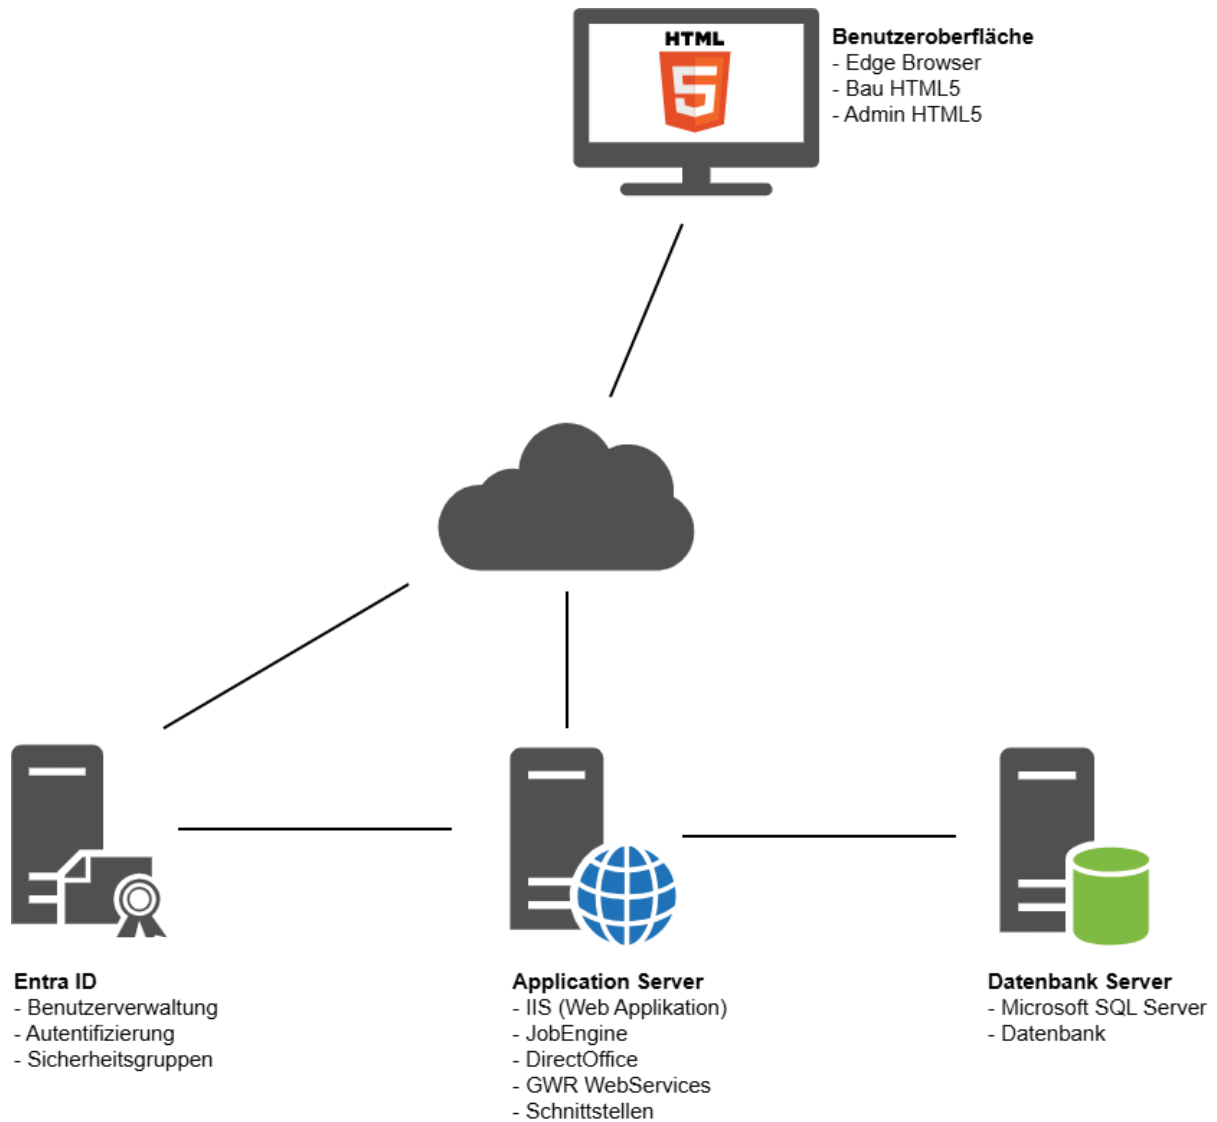 HTML
5
Benutzeroberfläche
- Edge Browser
- Bau HTML5
- Admin HTML5
Entra ID
- Benutzerverwaltung
- Autentifizierung
- Sicherheitsgruppen
Application Server
- IIS (Web Applikation)
- JobEngine
- DirectOffice
- GWR WebServices
- Schnittstellen
Datenbank Server
- Microsoft SQL Server
- Datenbank